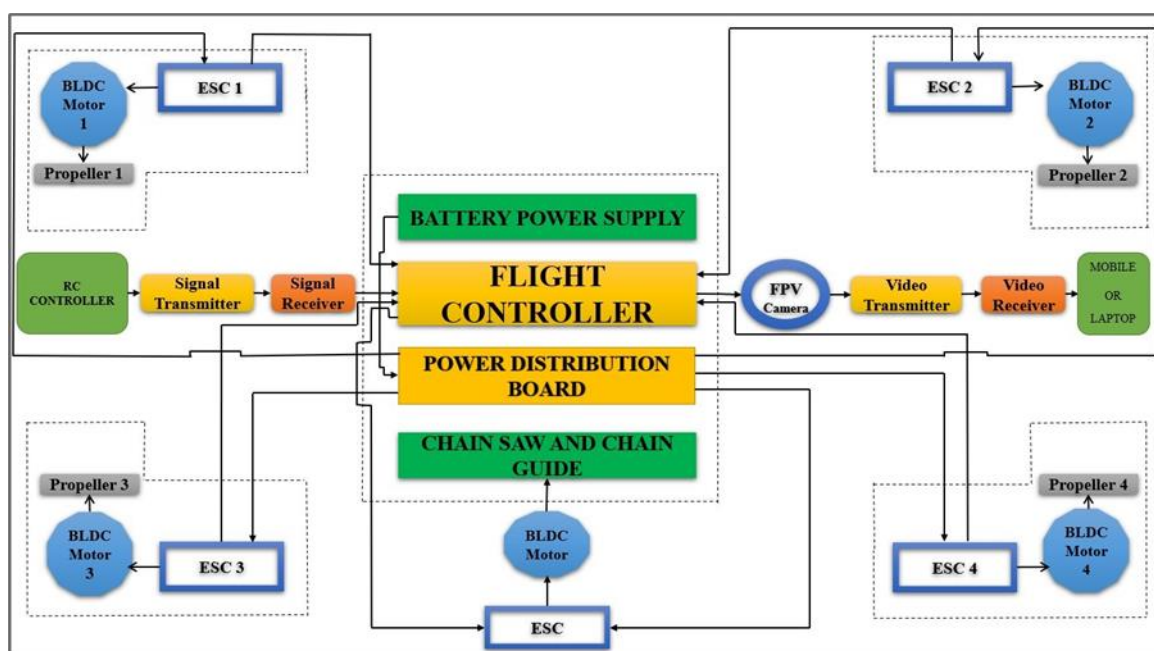 BLDC
Motor
1
ESC 1
Propeller 1
ESC 2
BLDC
Motor
2
Propeller 2
BATTERY POWER SUPPLY
RC
CONTROLLER
Signal
Transmitter
Signal
Receiver
FLIGHT
CONTROLLER
FPV
Camera
Video
Transmitter
Video
Receiver
MOBILE
OR
LAPTOP
POWER DISTRIBUTION
BOARD
CHAIN SAW AND CHAIN
GUIDE
Propeller 3
BLDC
Motor
3
ESC 3
BLDC
Motor
ESC
Propeller 4
ESC 4
BLDC
Motor
4